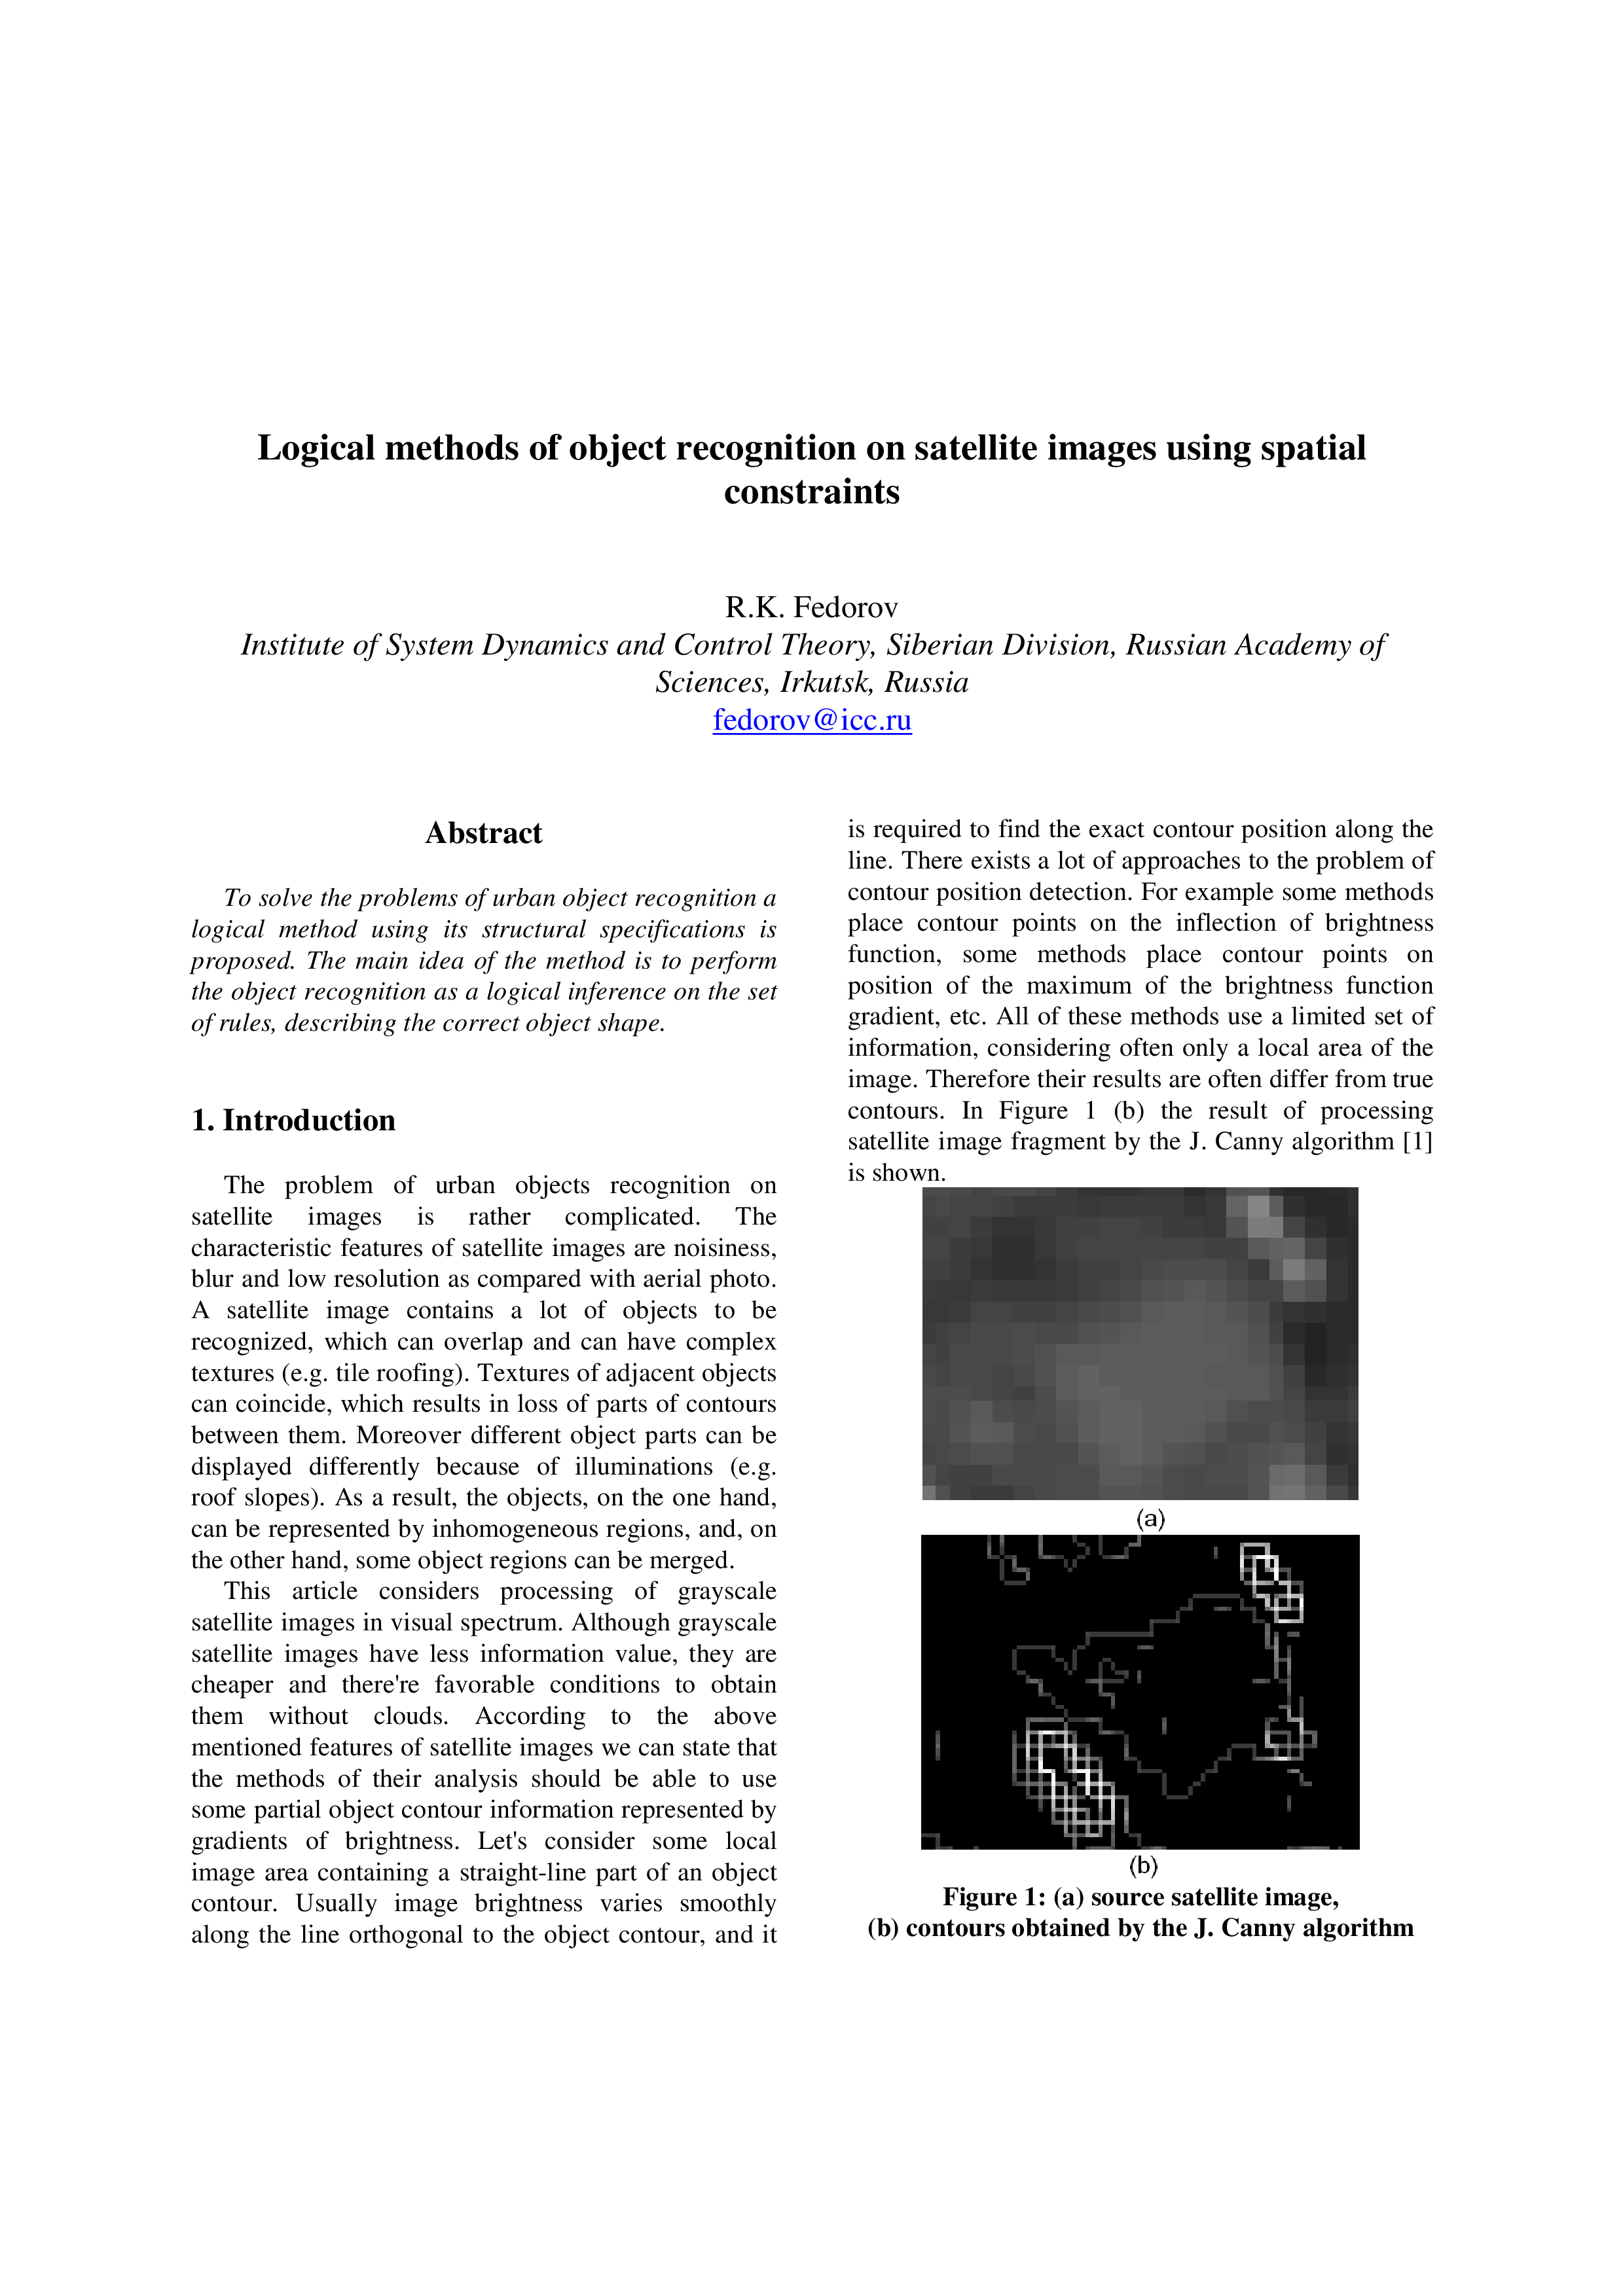 Logical methods of object recognition on satellite images using spatial
constraints
R.K. Fedorov
Institute of System Dynamics and Control Theory, Siberian Division, Russian Academy of
Sciences, Irkutsk, Russia
fedorov@icc.ru
Abstract
To solve the problems of urban object recognition a
logical method using its structural specifications is
proposed. The main idea of the method is to perform
the object recognition as a logical inference on the set
of rules, describing the correct object shape.
1. Introduction
The problem of urban objects recognition on
satellite images is rather complicated. The
characteristic features of satellite images are noisiness,
blur and low resolution as compared with aerial photo.
A satellite image contains a lot of objects to be
recognized, which can overlap and can have complex
textures (e.g. tile roofing). Textures of adjacent objects
can coincide, which results in loss of parts of contours
between them. Moreover different object parts can be
displayed differently because of illuminations (e.g.
roof slopes). As a result, the objects, on the one hand,
can be represented by inhomogeneous regions, and, on
the other hand, some object regions can be merged.
This article considers processing of grayscale
satellite images in visual spectrum. Although grayscale
satellite images have less information value, they are
cheaper and there're favorable conditions to obtain
them without clouds. According to the above
mentioned features of satellite images we can state that
the methods of their analysis should be able to use
some partial object contour information represented by
gradients of brightness. Let's consider some local
image area containing a straight-line part of an object
contour. Usually image brightness varies smoothly
along the line orthogonal to the object contour, and it
is required to find the exact contour position along the
line. There exists a lot of approaches to the problem of
contour position detection. For example some methods
place contour points on the inflection of brightness
function, some methods place contour points on
position of the maximum of the brightness function
gradient, etc. All of these methods use a limited set of
information, considering often only a local area of the
image. Therefore their results are often differ from true
contours. In Figure 1 (b) the result of processing
satellite image fragment by the J. Canny algorithm [1]
is shown.
(a)
(b)
Figure 1: (a) source satellite image,
(b) contours obtained by the J. Canny algorithm